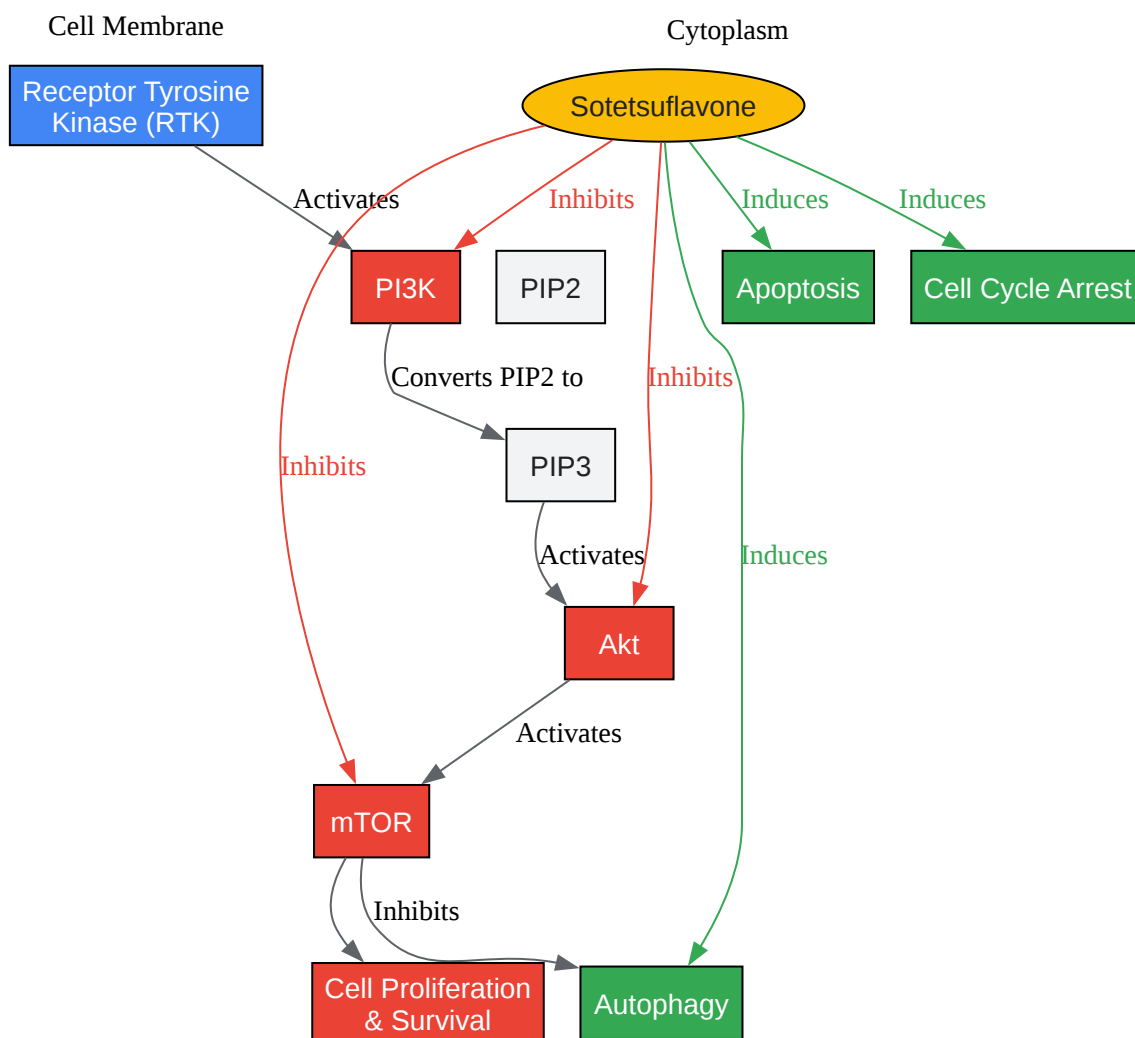 Cell Membrane
Cytoplasm
Receptor Tyrosine
Kinase (RTK)
Sotetsuflavone
Activates
Inhibits
Induces
Induces
PI3K
PIP2
Apoptosis
Cell Cycle Arrest
Converts PIP2 to
Inhibits
Inhibits
PIP3
Activates
Induces
Akt
Activates
mTOR
Inhibits
Cell Proliferation
& Survival
Autophagy